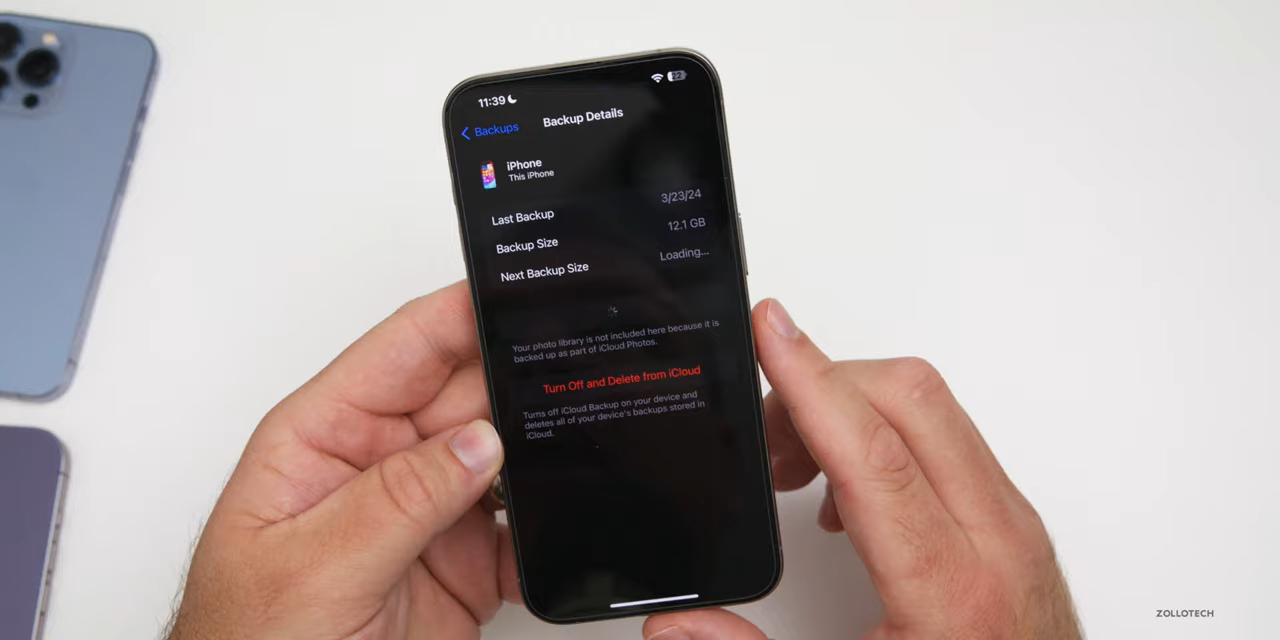 11:39
22
Backups
Backup Details
iPhone
This iPhone
Last Backup
3/23/24
Backup Size
12.1 GB
Next Backup Size
Loading...
Your photo library is not included here because it is
backed up as part of iCloud Photos.
Turn Off and Delete from iCloud
Turns off iCloud Backup on your device and
deletes all of your device's backups stored in
iCloud.
ZOLLOTECH